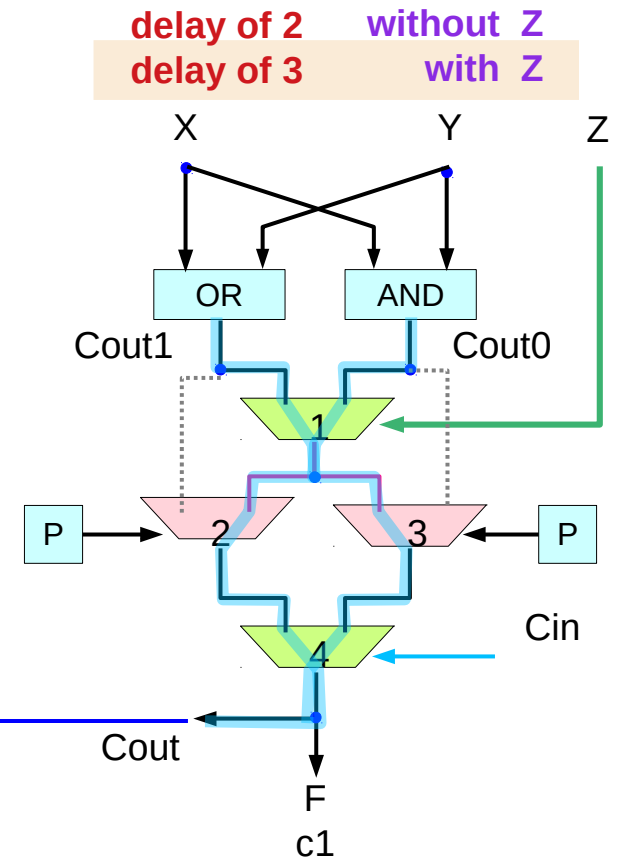 delay of 2 without Z
delay of 3 with Z
X Y Z
OR AND
Cout1 Cout0
1
P 2 3 P
Cin
4
Cout
F
c1